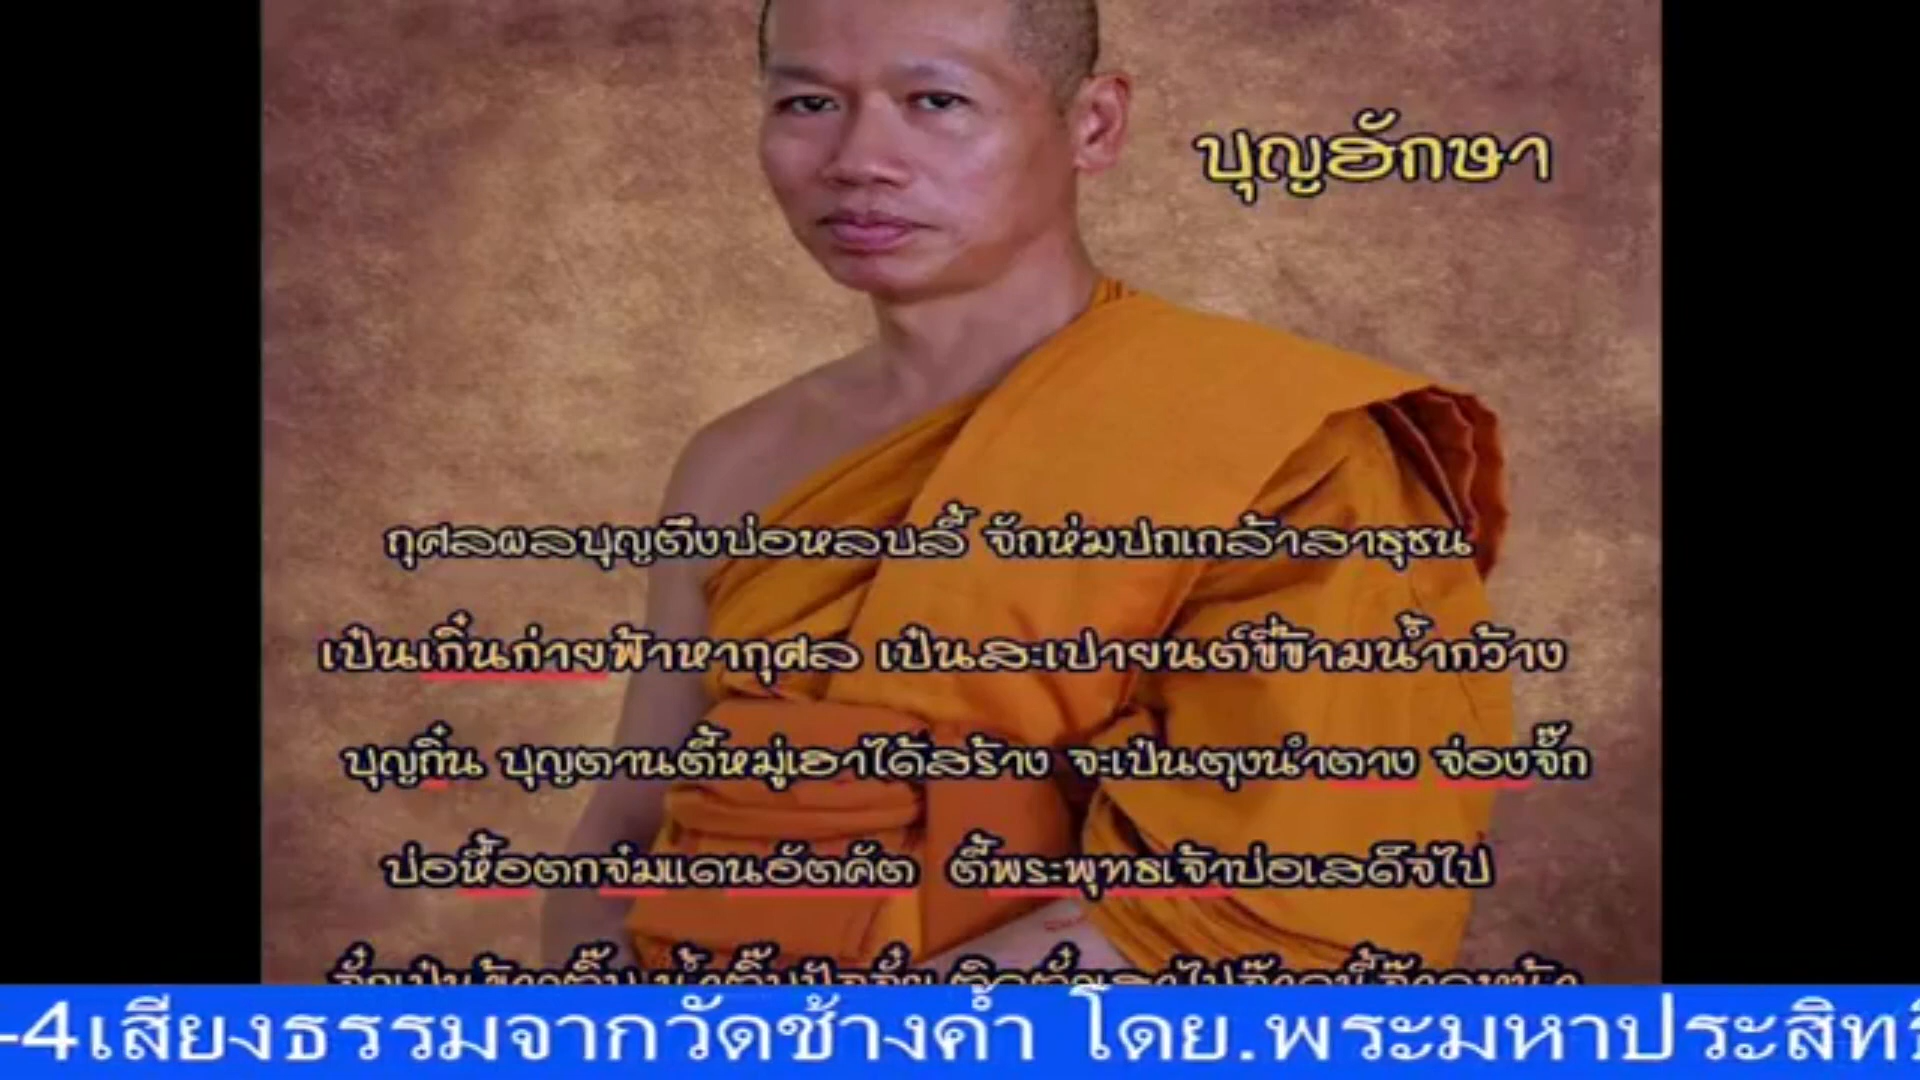 บุญฮักษา
กุศลผลบุญตึงบ่อหลบลี้ จักห่มปกเกล้าสาธุชน
เป๋นเกิ๋นก่ายฟ้าหากุศล เป๋นสะเปายนต์ขี่ข้ามน้ำกว้าง
บุญกิ๋น บุญตานตี้หมู่เฮาได้สร้าง จะเป๋นตุงนำตาง จ่องจั๊ก
บ่อหื้อตกจ๋มแดนอัตคัต ตี้พระพุทธเจ้าบ่อเสด็จไป
-4เสียงธรรมจากวัดช้างค้ำ โดย.พระมหาประสิทธิ